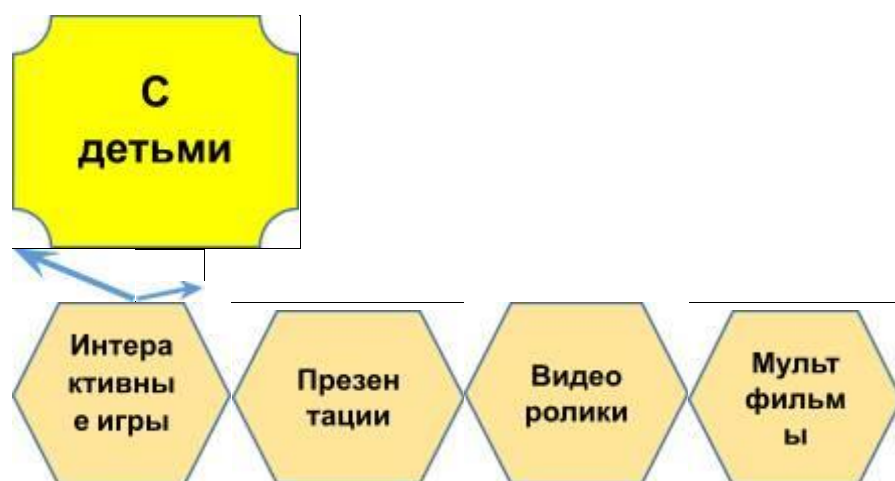 С
детьми
Интера
ктивны
е игры
Презен
тации
Видео
ролики
Мульт
фильм
ы